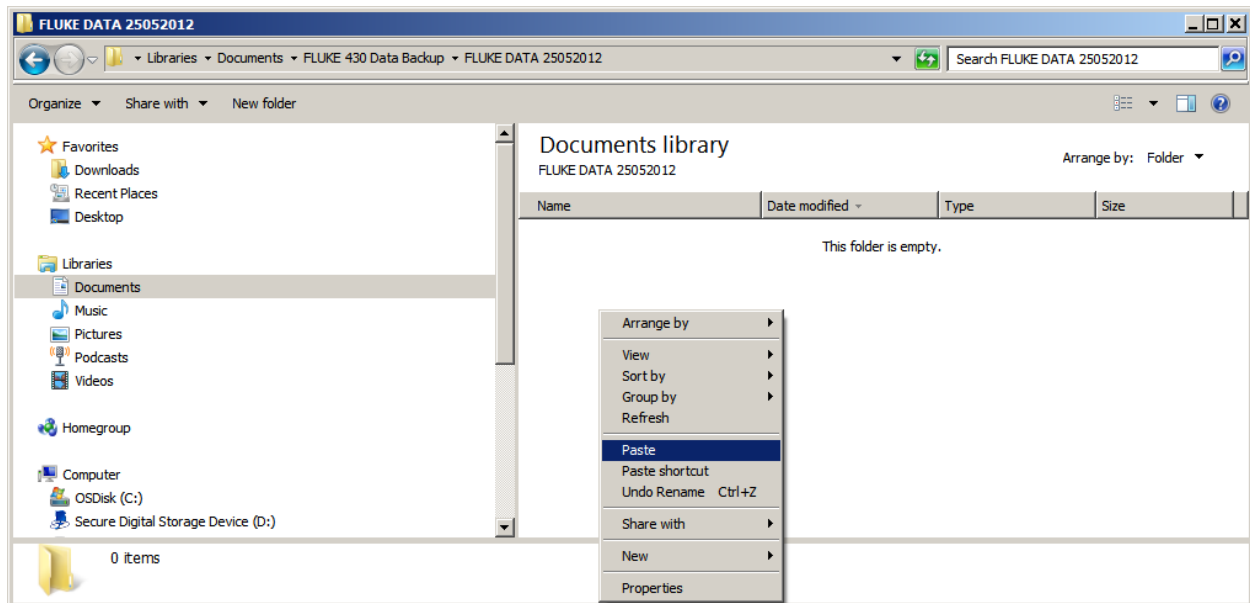 FLUKE DATA 25052012
Libraries Documents FLUKE 430 Data Backup FLUKE DATA 25052012
Search FLUKE DATA 25052012
Organize Share with New folder
Favorites
Downloads
Recent Places
Desktop
Libraries
Documents
Music
Pictures
Podcasts
Videos
Homegroup
Computer
OSDisk (C:)
Secure Digital Storage Device (D:)
Documents library
FLUKE DATA 25052012
Arrange by: Folder
Name Date modified Type Size
This folder is empty.
Arrange by
View
Sort by
Group by
Refresh
Paste
Paste shortcut
Undo Rename Ctrl+Z
Share with
New
Properties
0 items